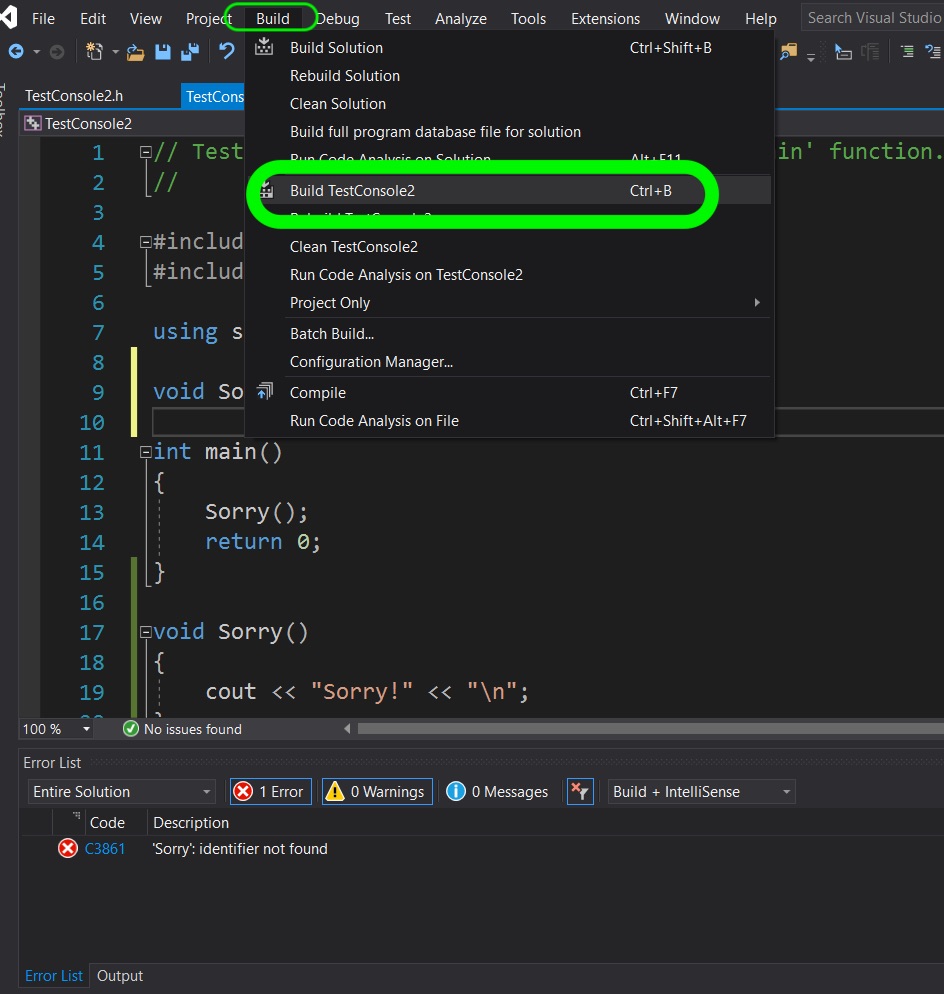 File Edit View Project Build Debug Test Analyze Tools Extensions Window Help Search Visual Studio
Build Solution Ctrl+Shift+B
Rebuild Solution
Clean Solution
Build full program database file for solution
Run Code Analysis on Solution Alt+F11
Build TestConsole2 Ctrl+B
Rebuild TestConsole2
Clean TestConsole2
Run Code Analysis on TestConsole2
Project Only
Batch Build...
Configuration Manager...
Compile Ctrl+F7
Run Code Analysis on File Ctrl+Shift+Alt+F7
Toolbox
TestConsole2.h TestCons
TestConsole2
1 // Test in' function.
2 //
3
4 #includ
5 #includ
6
7 using s
8
9 void So
10
11 int main()
12 {
13 Sorry();
14 return 0;
15 }
16
17 void Sorry()
18 {
19 cout << "Sorry!" << "\n";
20 }
100 % No issues found
Error List
Entire Solution 1 Error 0 Warnings 0 Messages Build + IntelliSense
Code Description
C3861 'Sorry': identifier not found
Error List Output